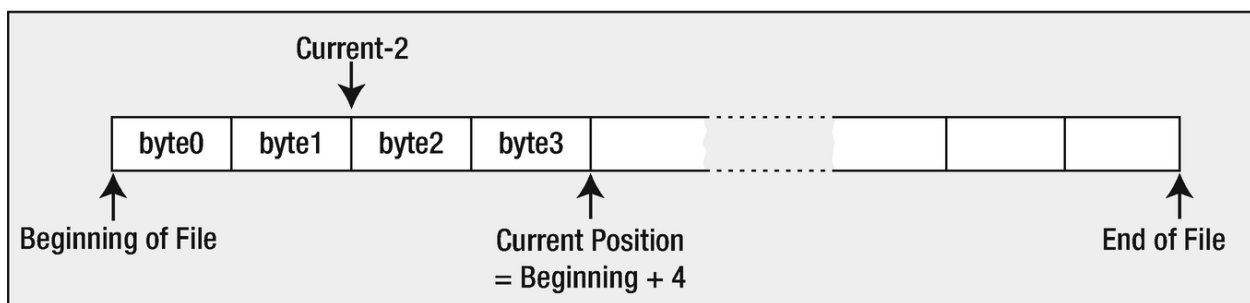 Current-2
byte0 byte1 byte2 byte3
Beginning of File
Current Position
= Beginning + 4
End of File